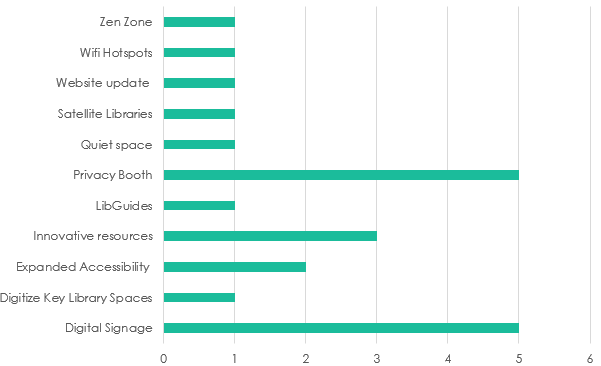 Zen Zone
Wifi Hotspots
Website update
Satellite Libraries
Quiet space
Privacy Booth
LibGuides
Innovative resources
Expanded Accessibility
Digitize Key Library Spaces
Digital Signage
0 1 2 3 4 5 6